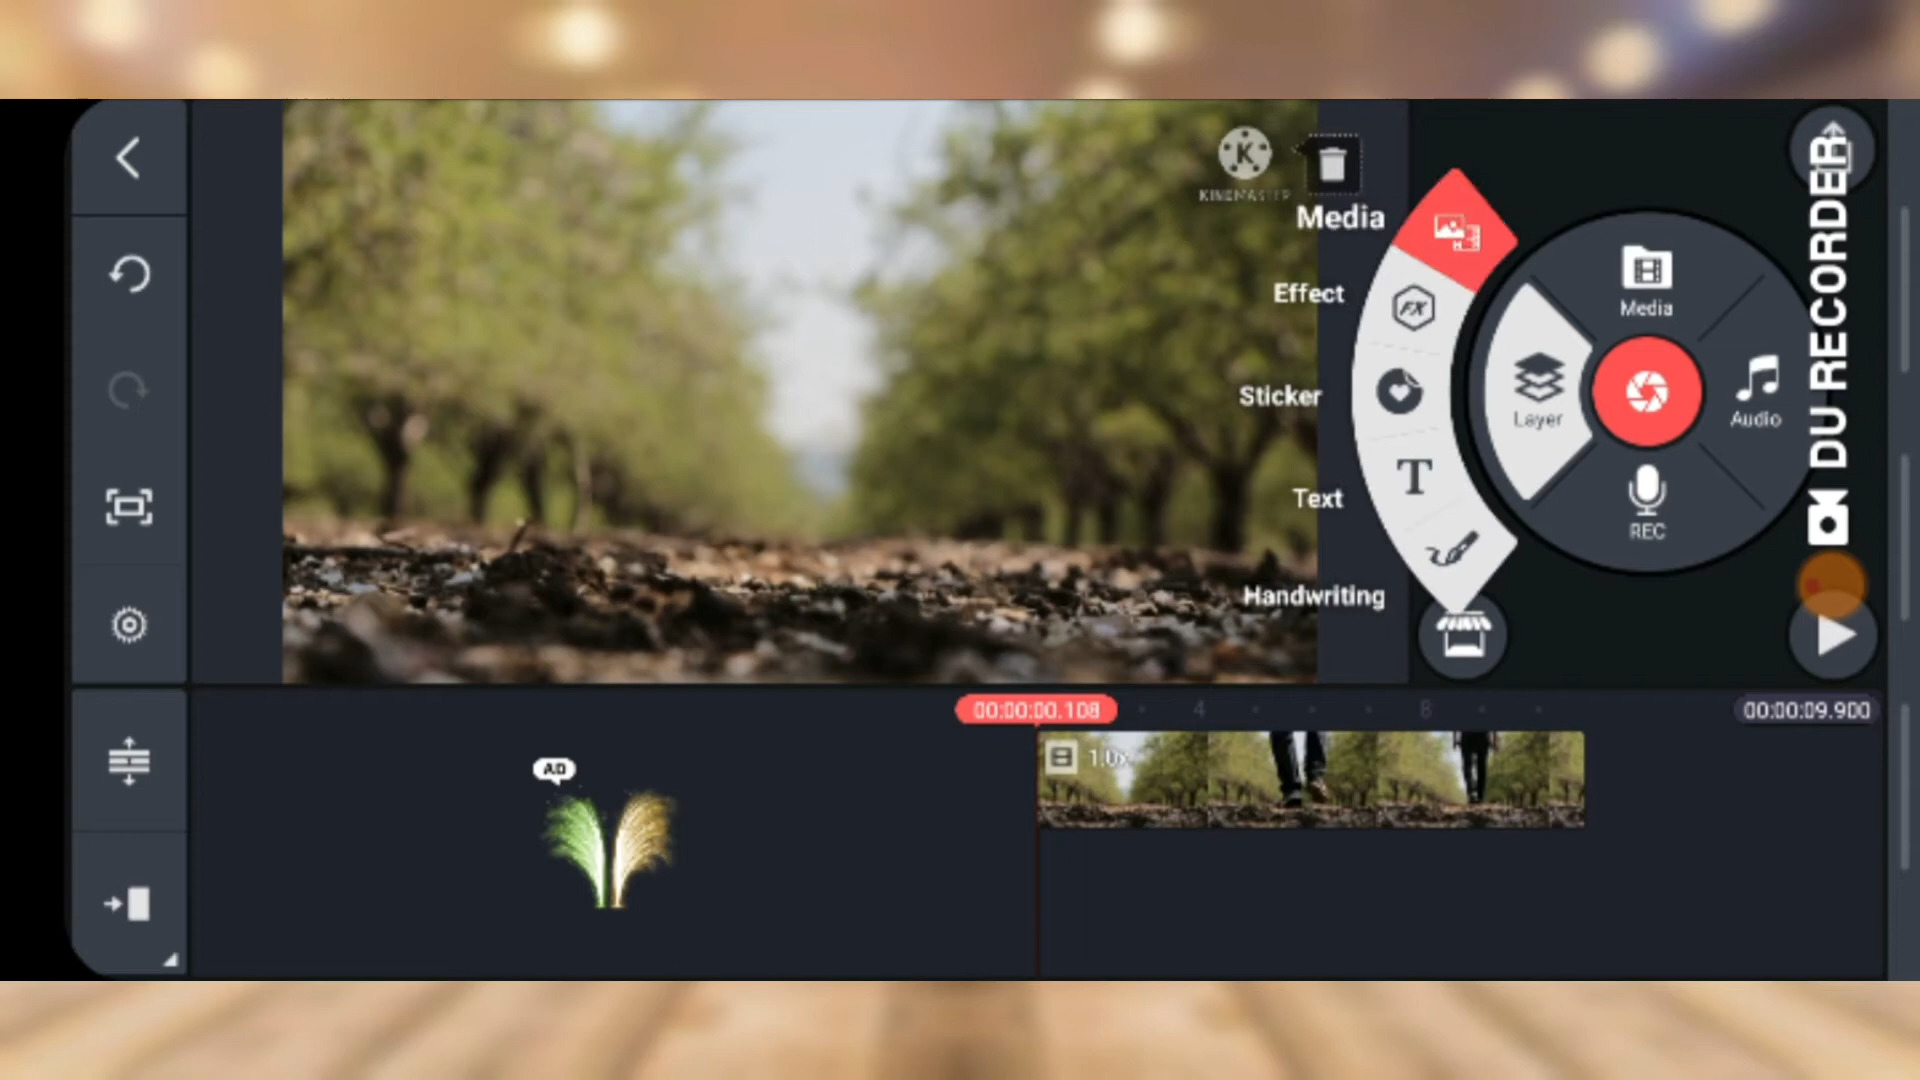 K
KINEMASTER
Media
Effect
FX
Sticker
T
Text
Handwriting
Media
Layer
Audio
REC
DU RECORDER
00:00:00.108
4
8
00:00:09.900
1.0x
AD